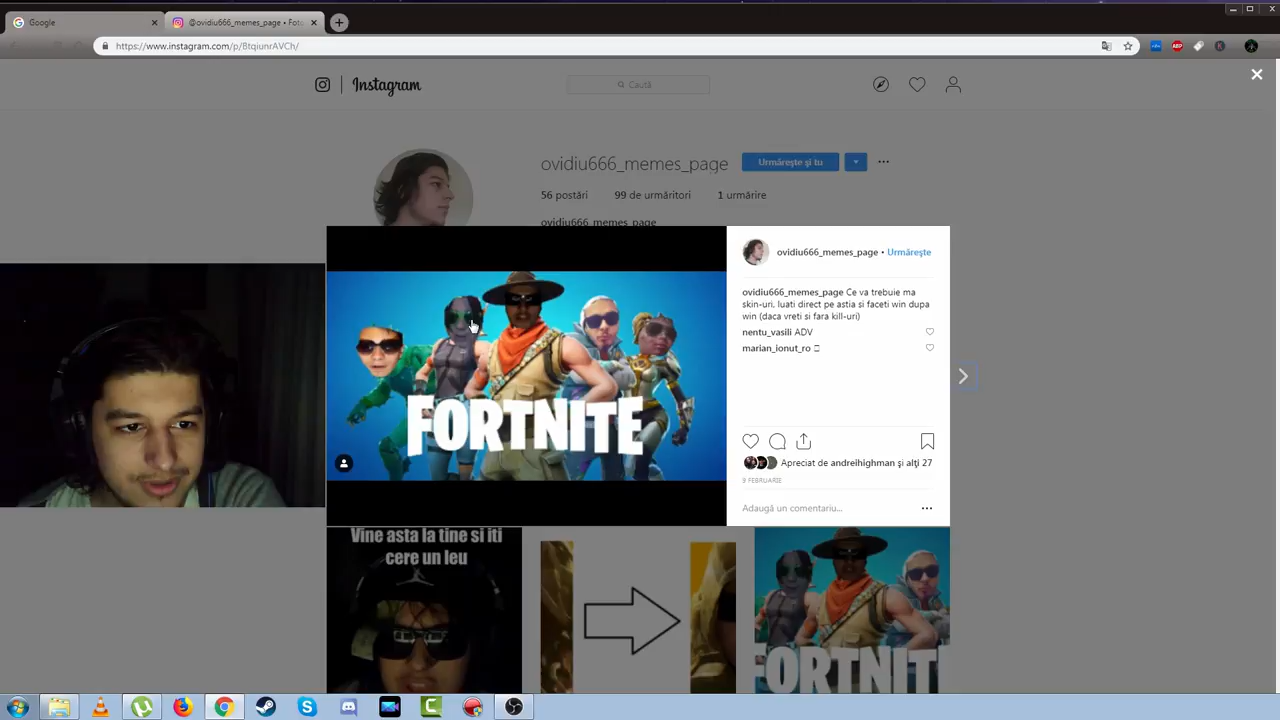 Google
@ovidiu666_memes_page • Foto
https://www.instagram.com/p/BtqiunrAVCh/
ABP
Instagram
Caută
ovidiu666_memes_page
Urmărește și tu
56 postări
99 de urmăritori
1 urmărire
ovidiu666_memes_page
ovidiu666_memes_page • Urmărește
ovidiu666_memes_page Ce va trebuie ma
skin-uri, luati direct pe astia si faceti win dupa
win (daca vreti si fara kill-uri)
nentu_vasili ADV
marian_ionut_ro
FORTNITE
Apreciat de andreihighman și alți 27
9 FEBRUARIE
Adaugă un comentariu...
Vine asta la tine si iti
cere un leu
FORTNITE